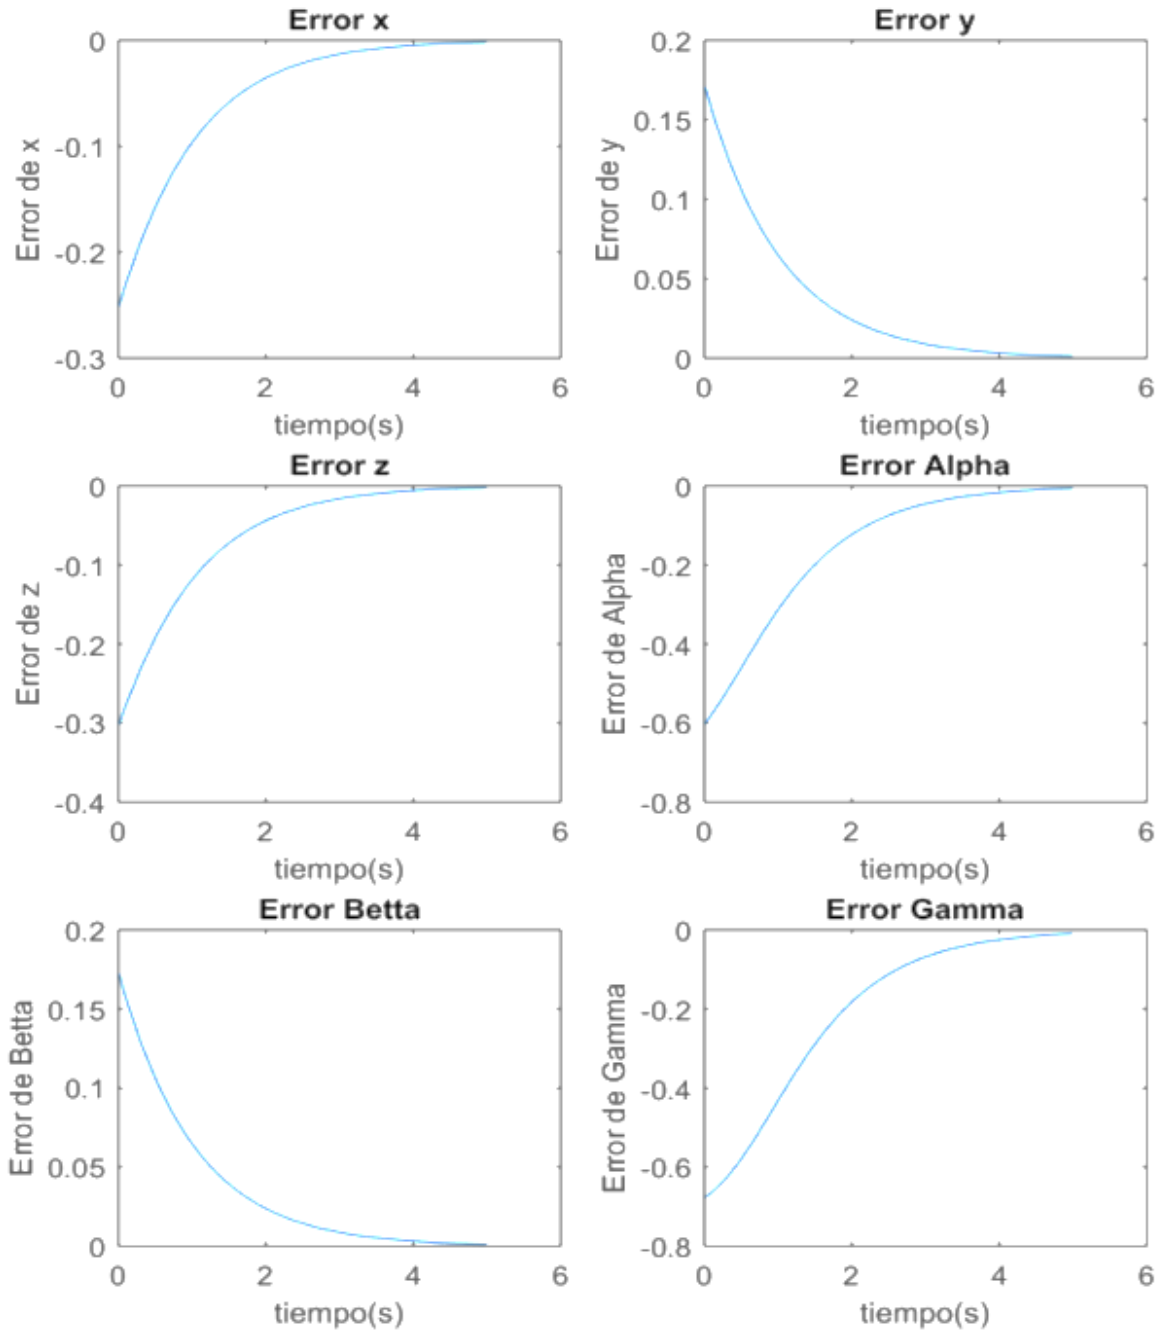 Error x
Error de x
0
-0.1
-0.2
-0.3
0 2 4 6
tiempo(s)
Error y
Error de y
0.2
0.15
0.1
0.05
0
0 2 4 6
tiempo(s)
Error z
Error de z
0
-0.1
-0.2
-0.3
-0.4
0 2 4 6
tiempo(s)
Error Alpha
Error de Alpha
0
-0.2
-0.4
-0.6
-0.8
0 2 4 6
tiempo(s)
Error Betta
Error de Betta
0.2
0.15
0.1
0.05
0
0 2 4 6
tiempo(s)
Error Gamma
Error de Gamma
0
-0.2
-0.4
-0.6
-0.8
0 2 4 6
tiempo(s)